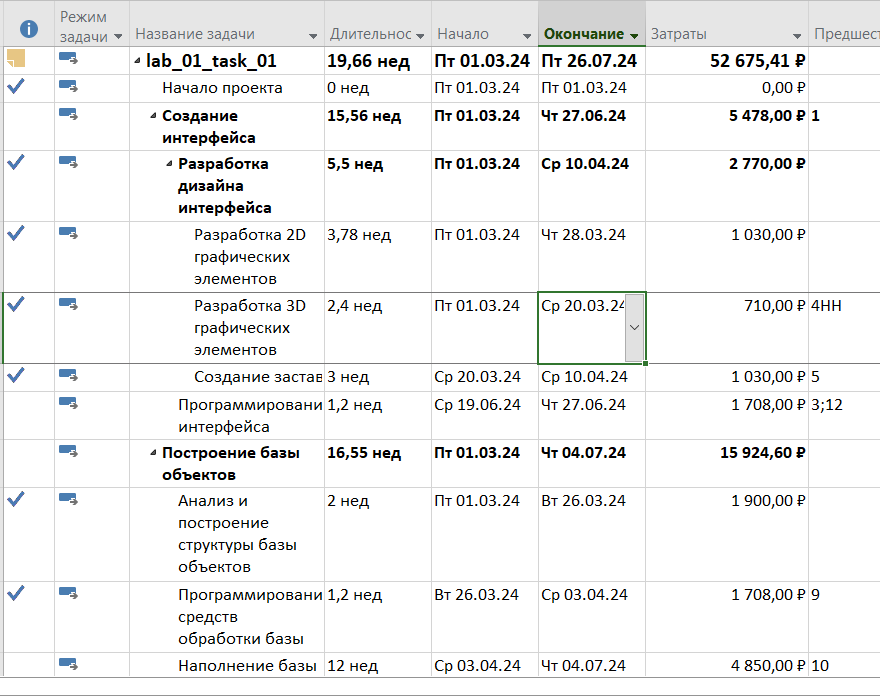 Режим задачи Название задачи Длительнос Начало Окончание Затраты Предшест
lab_01_task_01 19,66 нед Пт 01.03.24 Пт 26.07.24 52 675,41 ₽
Начало проекта 0 нед Пт 01.03.24 Пт 01.03.24 0,00 ₽
Создание 15,56 нед Пт 01.03.24 Чт 27.06.24 5 478,00 ₽ 1
интерфейса
Разработка 5,5 нед Пт 01.03.24 Ср 10.04.24 2 770,00 ₽
дизайна
интерфейса
Разработка 2D 3,78 нед Пт 01.03.24 Чт 28.03.24 1 030,00 ₽
графических
элементов
Разработка 3D 2,4 нед Пт 01.03.24 Ср 20.03.24 710,00 ₽ 4НН
графических
элементов
Создание застав 3 нед Ср 20.03.24 Ср 10.04.24 1 030,00 ₽ 5
Программировани 1,2 нед Ср 19.06.24 Чт 27.06.24 1 708,00 ₽ 3;12
интерфейса
Построение базы 16,55 нед Пт 01.03.24 Чт 04.07.24 15 924,60 ₽
объектов
Анализ и 2 нед Пт 01.03.24 Вт 26.03.24 1 900,00 ₽
построение
структуры базы
объектов
Программировани 1,2 нед Вт 26.03.24 Ср 03.04.24 1 708,00 ₽ 9
средств
обработки базы
Наполнение базы 12 нед Ср 03.04.24 Чт 04.07.24 4 850,00 ₽ 10